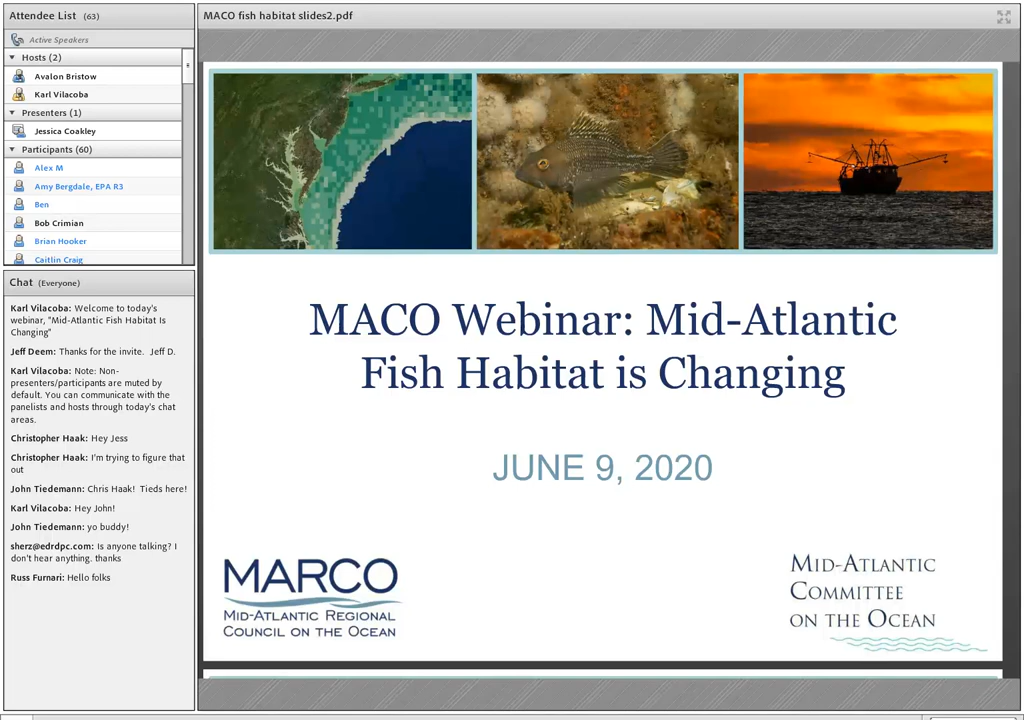 Attendee List (63)
Active Speakers
Hosts (2)
Avalon Bristow
Karl Vilacoba
Presenters (1)
Jessica Coakley
Participants (60)
Alex M
Amy Bergdale, EPA R3
Ben
Bob Crimian
Brian Hooker
Caitlin Craig
Chat (Everyone)
Karl Vilacoba: Welcome to today's
webinar, "Mid-Atlantic Fish Habitat Is
Changing"
Jeff Deem: Thanks for the invite. Jeff D.
Karl Vilacoba: Note: Non-
presenters/participants are muted by
default. You can communicate with the
panelists and hosts through today's chat
areas.
Christopher Haak: Hey Jess
Christopher Haak: I'm trying to figure that
out
John Tiedemann: Chris Haak! Tieds here!
Karl Vilacoba: Hey John!
John Tiedemann: yo buddy!
sherz@edrdpc.com: Is anyone talking? I
don't hear anything. thanks
Russ Furnari: Hello folks
MACO fish habitat slides2.pdf
MACO Webinar: Mid-Atlantic
Fish Habitat is Changing
JUNE 9, 2020
MARCO
MID-ATLANTIC REGIONAL
COUNCIL ON THE OCEAN
MID-ATLANTIC
COMMITTEE
ON THE OCEAN